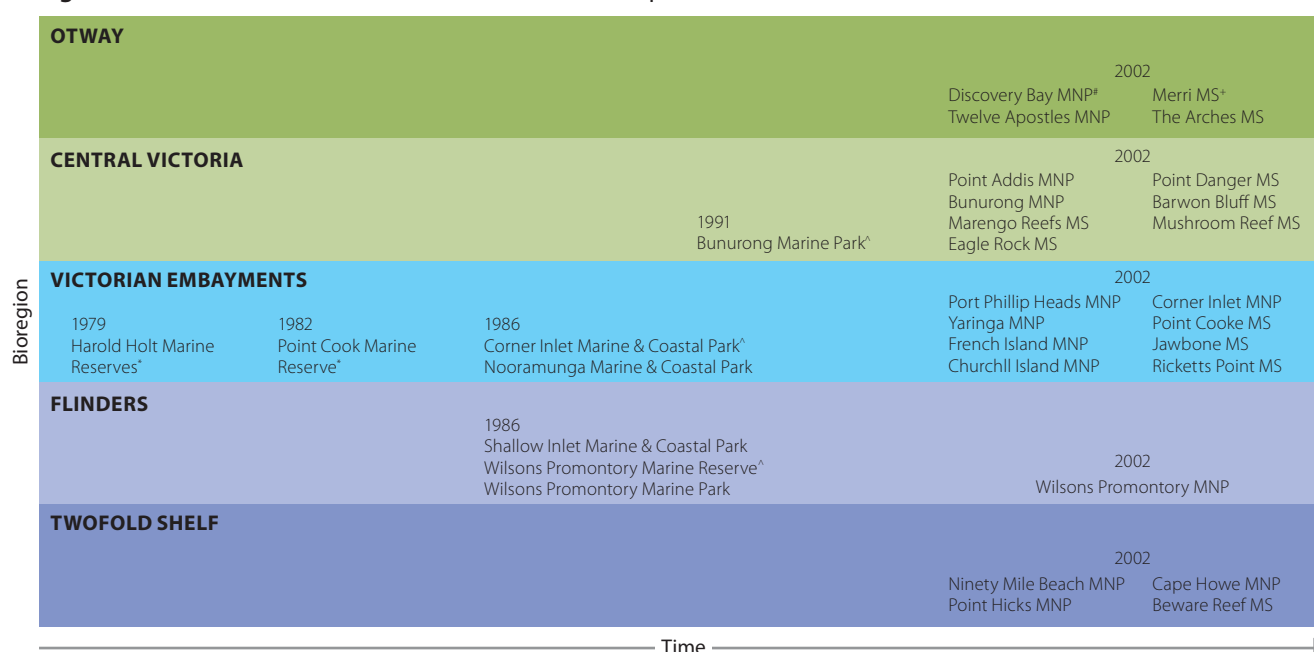 OTWAY
2002
Discovery Bay MNP# Merri MS+
Twelve Apostles MNP The Arches MS
CENTRAL VICTORIA
2002
Point Addis MNP Point Danger MS
Bunurong MNP Barwon Bluff MS
1991 Marengo Reefs MS Mushroom Reef MS
Bunurong Marine Park^ Eagle Rock MS
Bioregion
VICTORIAN EMBAYMENTS
2002
Port Phillip Heads MNP Corner Inlet MNP
1979 1982 1986 Yaringa MNP Point Cooke MS
Harold Holt Marine Point Cook Marine Corner Inlet Marine & Coastal Park^ French Island MNP Jawbone MS
Reserves* Reserve* Nooramunga Marine & Coastal Park Churchll Island MNP Ricketts Point MS
FLINDERS
1986
Shallow Inlet Marine & Coastal Park
Wilsons Promontory Marine Reserve^ 2002
Wilsons Promontory Marine Park Wilsons Promontory MNP
TWOFOLD SHELF
2002
Ninety Mile Beach MNP Cape Howe MNP
Point Hicks MNP Beware Reef MS
Time